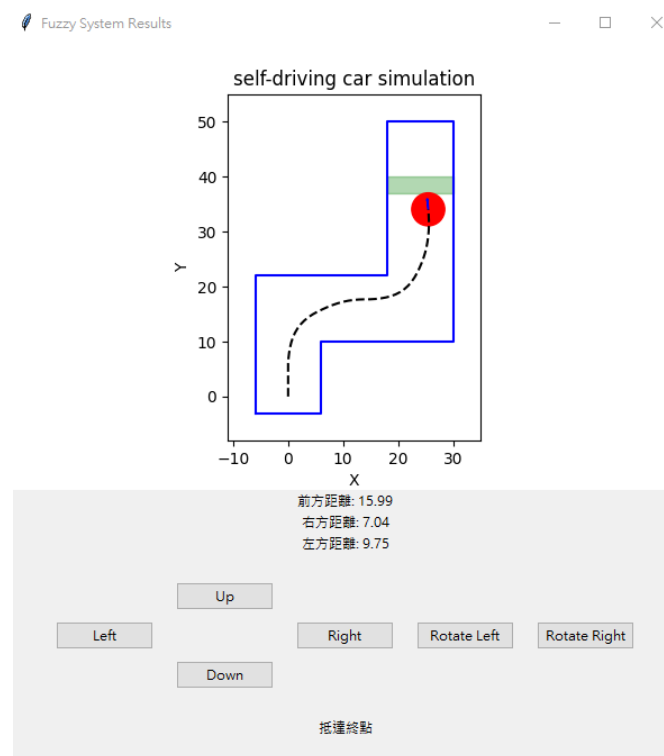 Fuzzy System Results
self-driving car simulation
50
40
30
20
10
0
Y
−10 0 10 20 30
X
前方距離: 15.99
右方距離: 7.04
左方距離: 9.75
Up
Left Right Rotate Left Rotate Right
Down
抵達終點